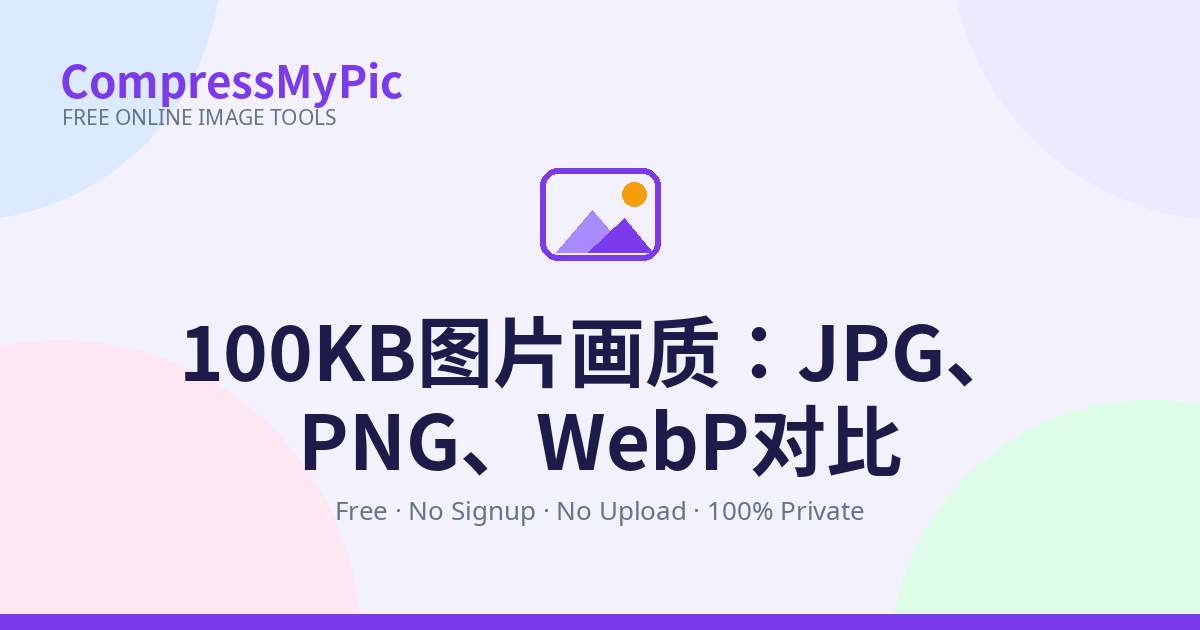 CompressMyPic
FREE ONLINE IMAGE TOOLS
100KB图片画质：JPG、
PNG、WebP对比
Free · No Signup · No Upload · 100% Private